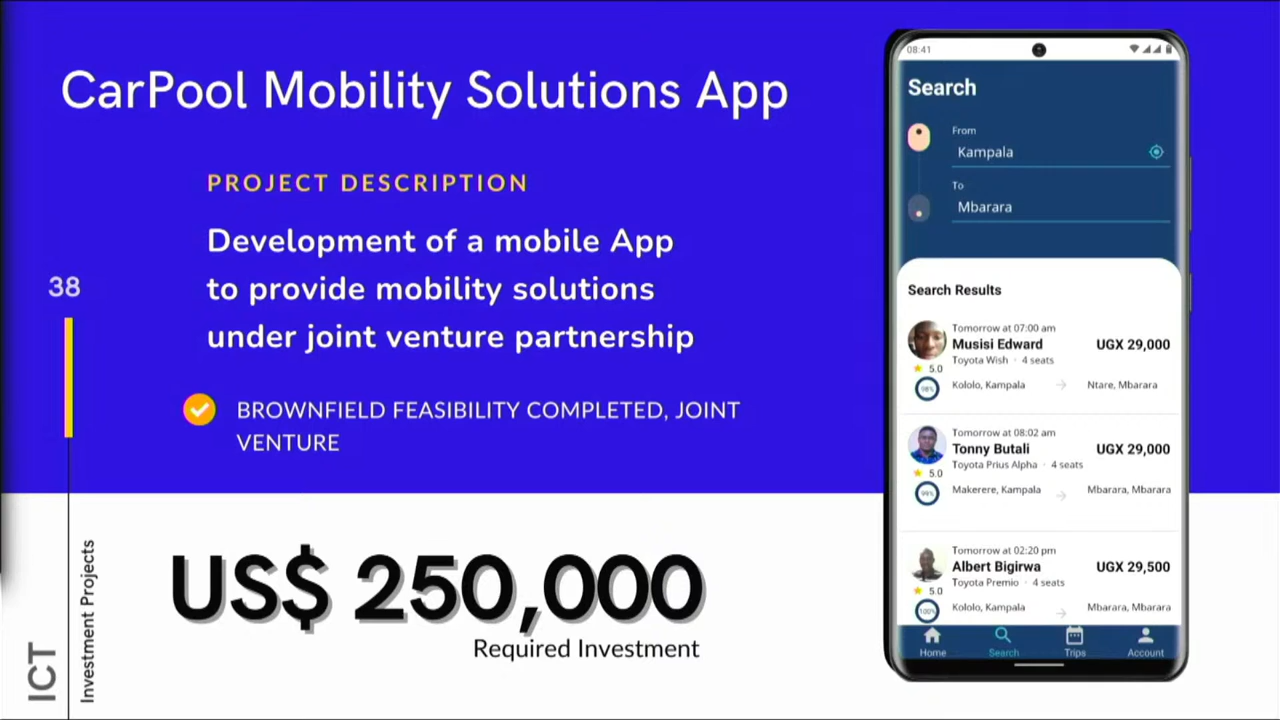 CarPool Mobility Solutions App
PROJECT DESCRIPTION
Development of a mobile App
to provide mobility solutions
under joint venture partnership
BROWNFIELD FEASIBILITY COMPLETED, JOINT
VENTURE
38
US$ 250,000
Required Investment
ICT
Investment Projects
08:41
Search
From
Kampala
To
Mbarara
Search Results
Tomorrow at 07:00 am
Musisi Edward UGX 29,000
Toyota Wish · 4 seats
5.0
98% Kololo, Kampala → Ntare, Mbarara
Tomorrow at 08:02 am
Tonny Butali UGX 29,000
Toyota Prius Alpha · 4 seats
5.0
99% Makerere, Kampala → Mbarara, Mbarara
Tomorrow at 02:20 pm
Albert Bigirwa UGX 29,500
Toyota Premio · 4 seats
5.0
100% Kololo, Kampala → Mbarara, Mbarara
Home Search Trips Account